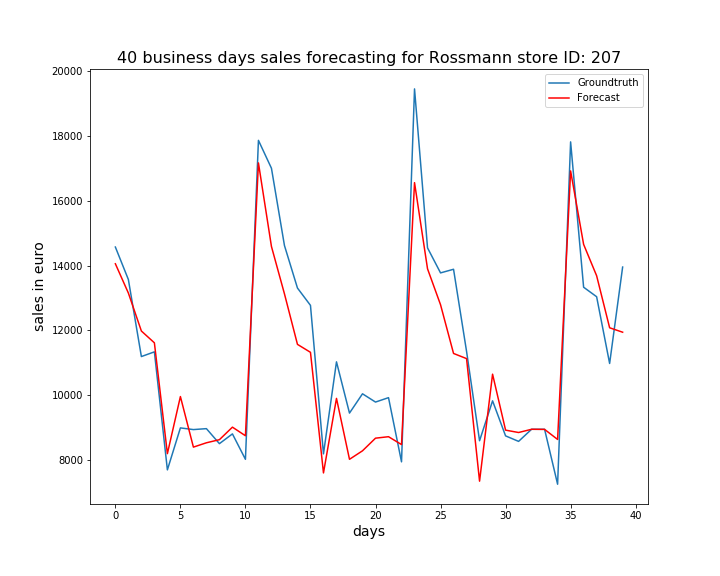 40 business days sales forecasting for Rossmann store ID: 207
Groundtruth
Forecast
sales in euro
20000
18000
16000
14000
12000
10000
8000
0 5 10 15 20 25 30 35 40
days